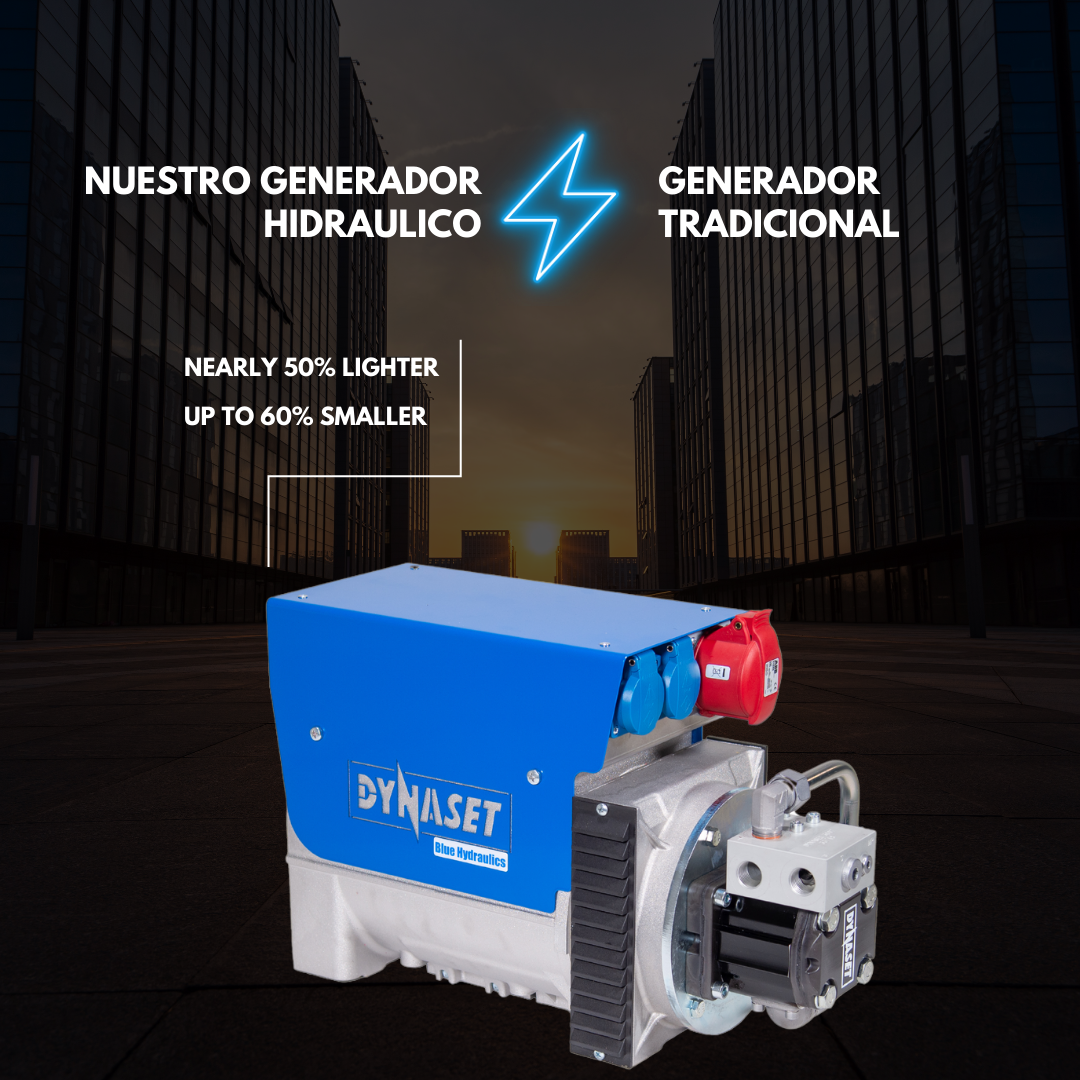 NUESTRO GENERADOR
HIDRAULICO
GENERADOR
TRADICIONAL
NEARLY 50% LIGHTER
UP TO 60% SMALLER
DYNASET
Blue Hydraulics
DYNASET